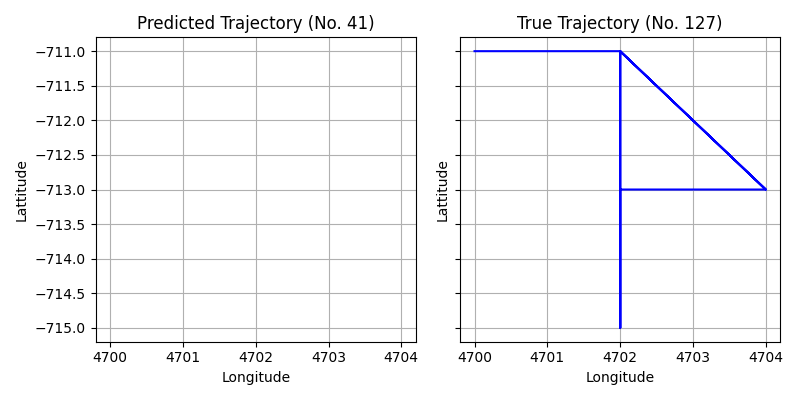 Predicted Trajectory (No. 41)
True Trajectory (No. 127)
Lattitude
−711.0
−711.5
−712.0
−712.5
−713.0
−713.5
−714.0
−714.5
−715.0
4700 4701 4702 4703 4704
Longitude
Lattitude
4700 4701 4702 4703 4704
Longitude